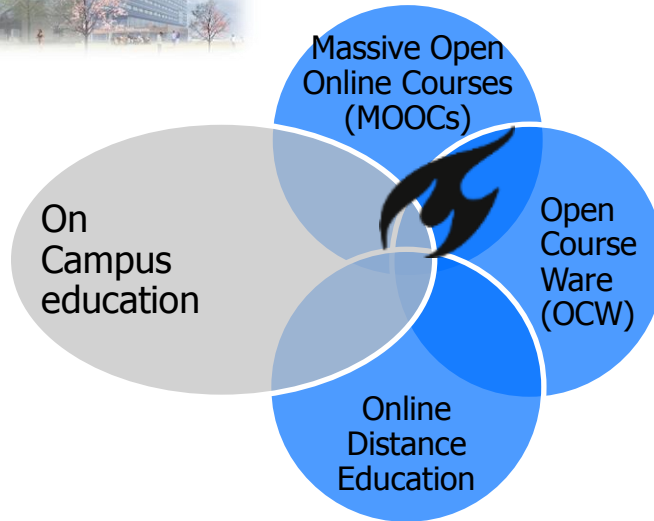 Massive Open
Online Courses
(MOOCs)
On
Campus
education
Open
Course
Ware
(OCW)
Online
Distance
Education